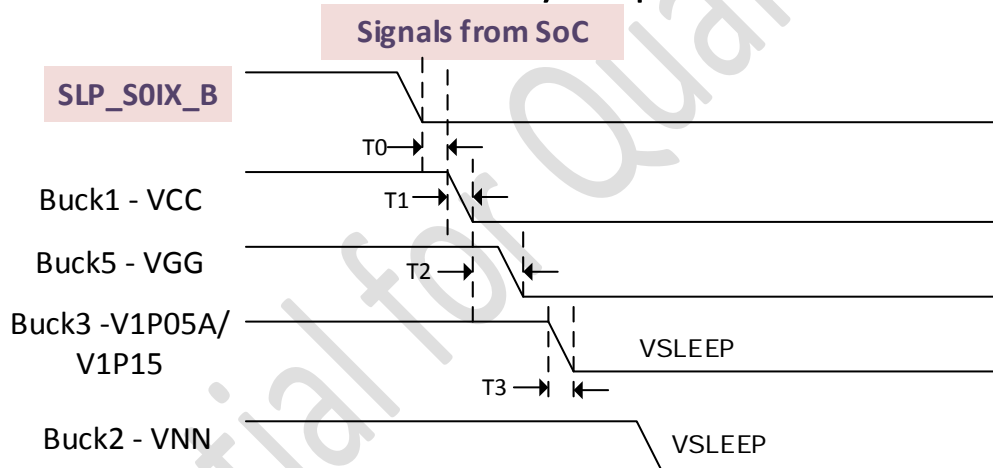 Signals from SoC
SLP_S0IX_B
T0
Buck1 - VCC
T1
Buck5 - VGG
T2
Buck3 -V1P05A/
V1P15
VSLEEP
T3
Buck2 - VNN
VSLEEP